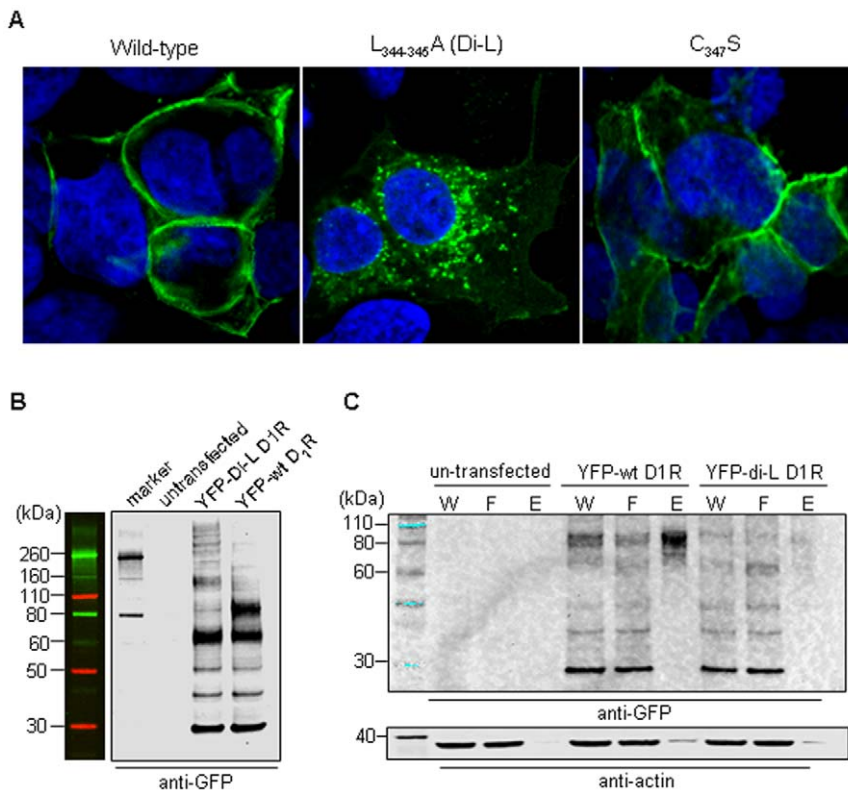 A
Wild-type
L344-345A (Di-L)
C347S
B
marker
untransfected
YFP-Di-L D1R
YFP-wt D1R
(kDa)
260
160
110
80
60
50
40
30
anti-GFP
C
un-transfected
YFP-wt D1R
YFP-di-L D1R
(kDa)
W F E W F E W F E
110
80
60
30
anti-GFP
40
anti-actin